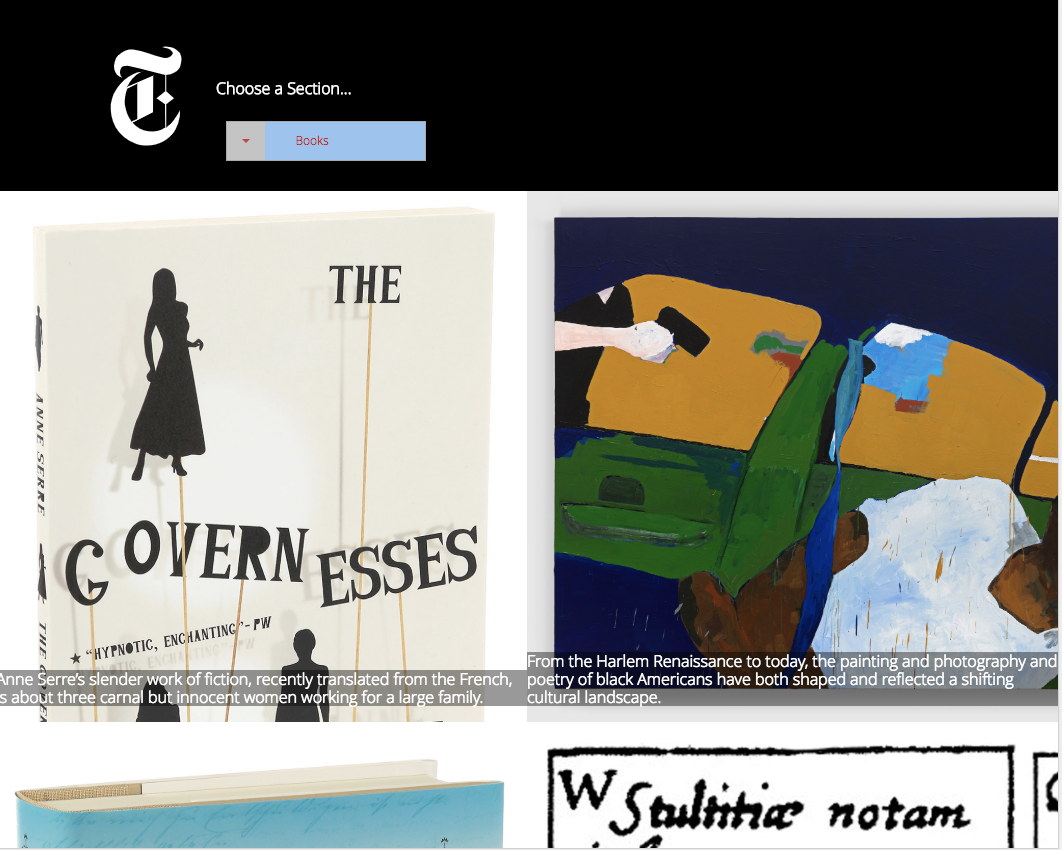 T
Choose a Section...
Books
THE
GOVERNESSES
★ "HYPNOTIC, ENCHANTING"- PW
ANNE SERRE
THE
Anne Serre's slender work of fiction, recently translated from the French,
is about three carnal but innocent women working for a large family.
From the Harlem Renaissance to today, the painting and photography and
poetry of black Americans have both shaped and reflected a shifting
cultural landscape.
W Stultitiæ notam